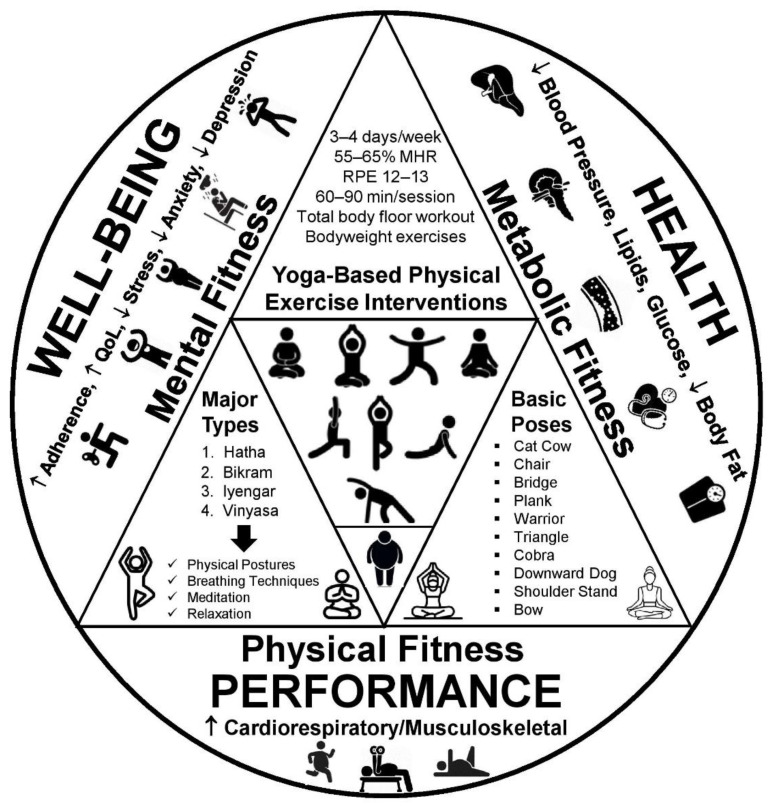 WELL-BEING
↑ Adherence, ↑ QoL, ↓ Stress, ↓ Anxiety, ↓ Depression
Mental Fitness
3–4 days/week
55–65% MHR
RPE 12–13
60–90 min/session
Total body floor workout
Bodyweight exercises
Yoga-Based Physical
Exercise Interventions
HEALTH
↓ Blood Pressure, Lipids, Glucose, ↓ Body Fat
Metabolic Fitness
Major
Types
1. Hatha
2. Bikram
3. Iyengar
4. Vinyasa
✓ Physical Postures
✓ Breathing Techniques
✓ Meditation
✓ Relaxation
Basic
Poses
▪ Cat Cow
▪ Chair
▪ Bridge
▪ Plank
▪ Warrior
▪ Triangle
▪ Cobra
▪ Downward Dog
▪ Shoulder Stand
▪ Bow
Physical Fitness
PERFORMANCE
↑ Cardiorespiratory/Musculoskeletal